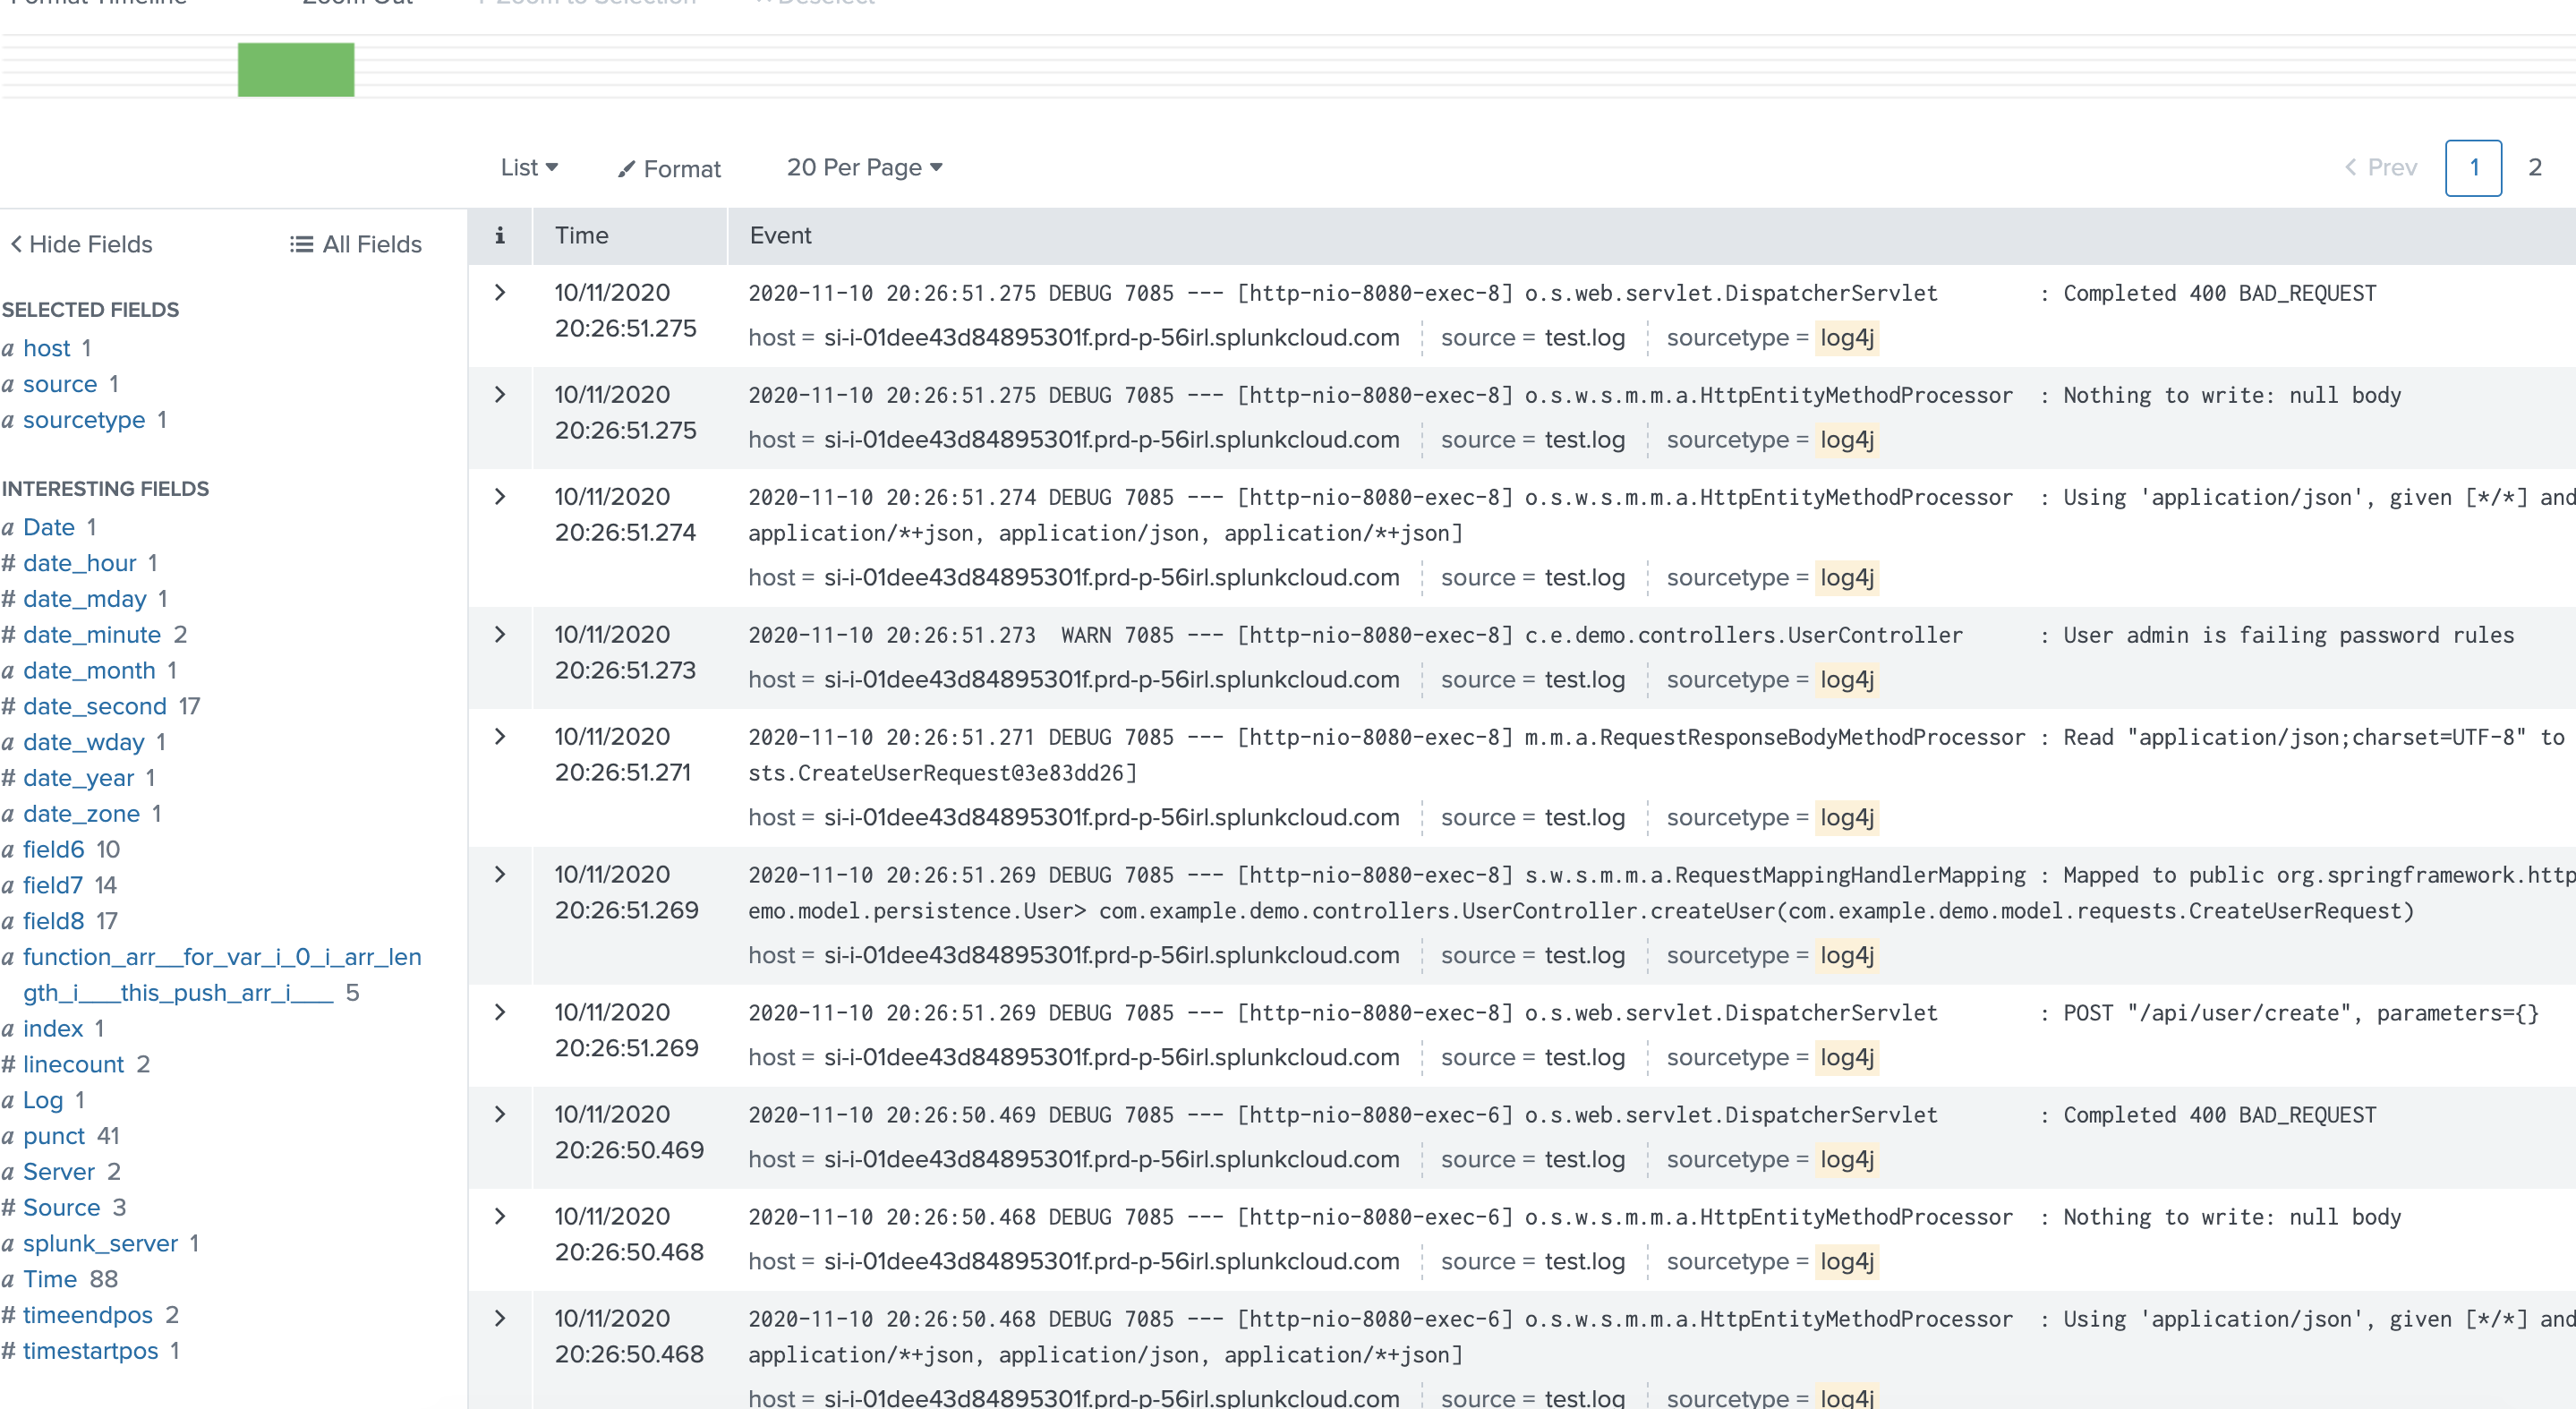 Format Timeline Zoom Out + Zoom to Selection × Deselect
List Format 20 Per Page Prev 1 2
Hide Fields All Fields
SELECTED FIELDS
a host 1
a source 1
a sourcetype 1
INTERESTING FIELDS
a Date 1
# date_hour 1
# date_mday 1
# date_minute 2
a date_month 1
# date_second 17
a date_wday 1
# date_year 1
a date_zone 1
a field6 10
a field7 14
a field8 17
a function_arr__for_var_i_0_i_arr_len
gth_i___this_push_arr_i___ 5
a index 1
# linecount 2
a Log 1
a punct 41
a Server 2
# Source 3
a splunk_server 1
a Time 88
# timeendpos 2
# timestartpos 1
i Time Event
10/11/2020
20:26:51.275
2020-11-10 20:26:51.275 DEBUG 7085 --- [http-nio-8080-exec-8] o.s.web.servlet.DispatcherServlet : Completed 400 BAD_REQUEST
host = si-i-01dee43d84895301f.prd-p-56irl.splunkcloud.com source = test.log sourcetype = log4j
10/11/2020
20:26:51.275
2020-11-10 20:26:51.275 DEBUG 7085 --- [http-nio-8080-exec-8] o.s.w.s.m.m.a.HttpEntityMethodProcessor : Nothing to write: null body
host = si-i-01dee43d84895301f.prd-p-56irl.splunkcloud.com source = test.log sourcetype = log4j
10/11/2020
20:26:51.274
2020-11-10 20:26:51.274 DEBUG 7085 --- [http-nio-8080-exec-8] o.s.w.s.m.m.a.HttpEntityMethodProcessor : Using 'application/json', given [*/*] and
application/*+json, application/json, application/*+json]
host = si-i-01dee43d84895301f.prd-p-56irl.splunkcloud.com source = test.log sourcetype = log4j
10/11/2020
20:26:51.273
2020-11-10 20:26:51.273 WARN 7085 --- [http-nio-8080-exec-8] c.e.demo.controllers.UserController : User admin is failing password rules
host = si-i-01dee43d84895301f.prd-p-56irl.splunkcloud.com source = test.log sourcetype = log4j
10/11/2020
20:26:51.271
2020-11-10 20:26:51.271 DEBUG 7085 --- [http-nio-8080-exec-8] m.m.a.RequestResponseBodyMethodProcessor : Read "application/json;charset=UTF-8" to
sts.CreateUserRequest@3e83dd26]
host = si-i-01dee43d84895301f.prd-p-56irl.splunkcloud.com source = test.log sourcetype = log4j
10/11/2020
20:26:51.269
2020-11-10 20:26:51.269 DEBUG 7085 --- [http-nio-8080-exec-8] s.w.s.m.m.a.RequestMappingHandlerMapping : Mapped to public org.springframework.http
emo.model.persistence.User> com.example.demo.controllers.UserController.createUser(com.example.demo.model.requests.CreateUserRequest)
host = si-i-01dee43d84895301f.prd-p-56irl.splunkcloud.com source = test.log sourcetype = log4j
10/11/2020
20:26:51.269
2020-11-10 20:26:51.269 DEBUG 7085 --- [http-nio-8080-exec-8] o.s.web.servlet.DispatcherServlet : POST "/api/user/create", parameters={}
host = si-i-01dee43d84895301f.prd-p-56irl.splunkcloud.com source = test.log sourcetype = log4j
10/11/2020
20:26:50.469
2020-11-10 20:26:50.469 DEBUG 7085 --- [http-nio-8080-exec-6] o.s.web.servlet.DispatcherServlet : Completed 400 BAD_REQUEST
host = si-i-01dee43d84895301f.prd-p-56irl.splunkcloud.com source = test.log sourcetype = log4j
10/11/2020
20:26:50.468
2020-11-10 20:26:50.468 DEBUG 7085 --- [http-nio-8080-exec-6] o.s.w.s.m.m.a.HttpEntityMethodProcessor : Nothing to write: null body
host = si-i-01dee43d84895301f.prd-p-56irl.splunkcloud.com source = test.log sourcetype = log4j
10/11/2020
20:26:50.468
2020-11-10 20:26:50.468 DEBUG 7085 --- [http-nio-8080-exec-6] o.s.w.s.m.m.a.HttpEntityMethodProcessor : Using 'application/json', given [*/*] and
application/*+json, application/json, application/*+json]
host = si-i-01dee43d84895301f.prd-p-56irl.splunkcloud.com source = test.log sourcetype = log4j